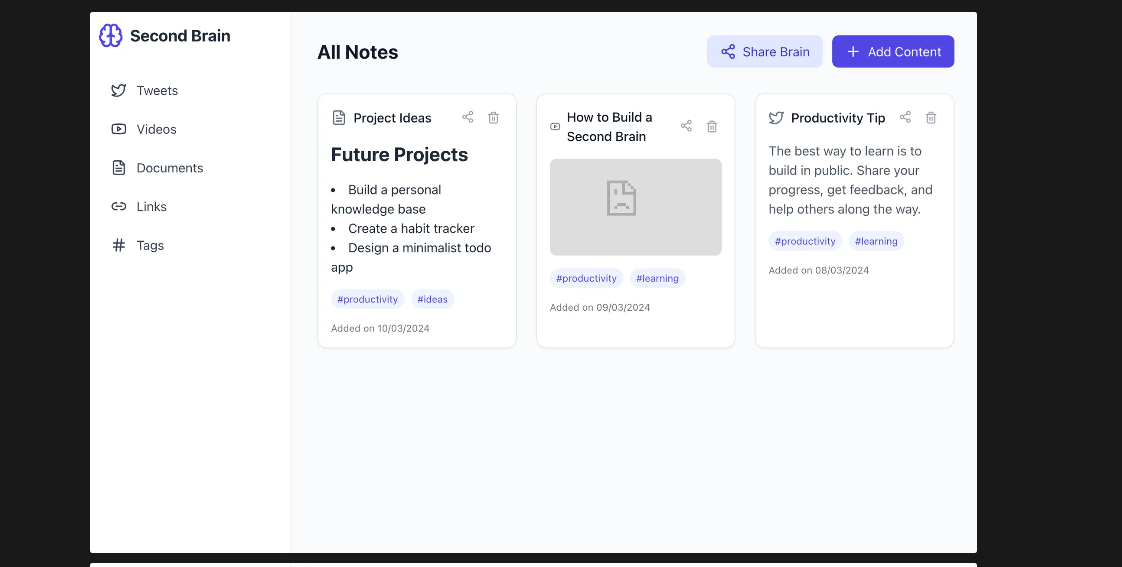 Second Brain
Tweets
Videos
Documents
Links
# Tags
All Notes
Share Brain
+ Add Content
Project Ideas
Future Projects
• Build a personal
knowledge base
• Create a habit tracker
• Design a minimalist todo
app
#productivity #ideas
Added on 10/03/2024
How to Build a
Second Brain
#productivity #learning
Added on 09/03/2024
Productivity Tip
The best way to learn is to
build in public. Share your
progress, get feedback, and
help others along the way.
#productivity #learning
Added on 08/03/2024